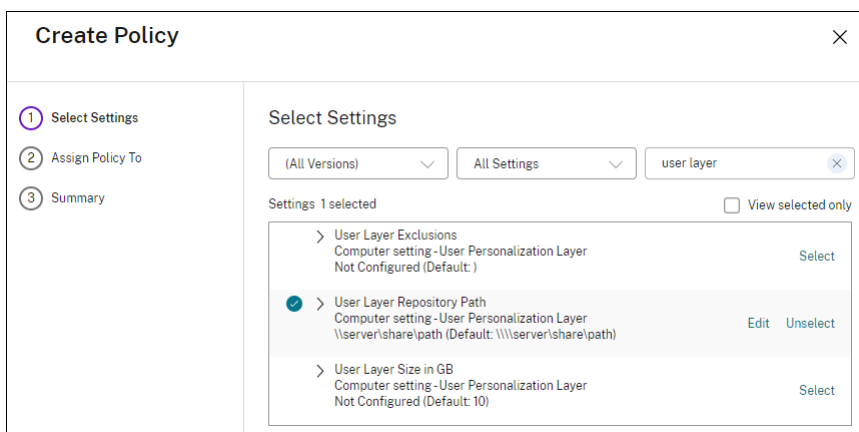 Create Policy
1 Select Settings
2 Assign Policy To
3 Summary
Select Settings
(All Versions)
All Settings
user layer
Settings 1 selected
View selected only
User Layer Exclusions
Computer setting - User Personalization Layer
Not Configured (Default: )
Select
User Layer Repository Path
Computer setting - User Personalization Layer
\\server\share\path (Default: \\\\server\share\path)
Edit Unselect
User Layer Size in GB
Computer setting - User Personalization Layer
Not Configured (Default: 10)
Select